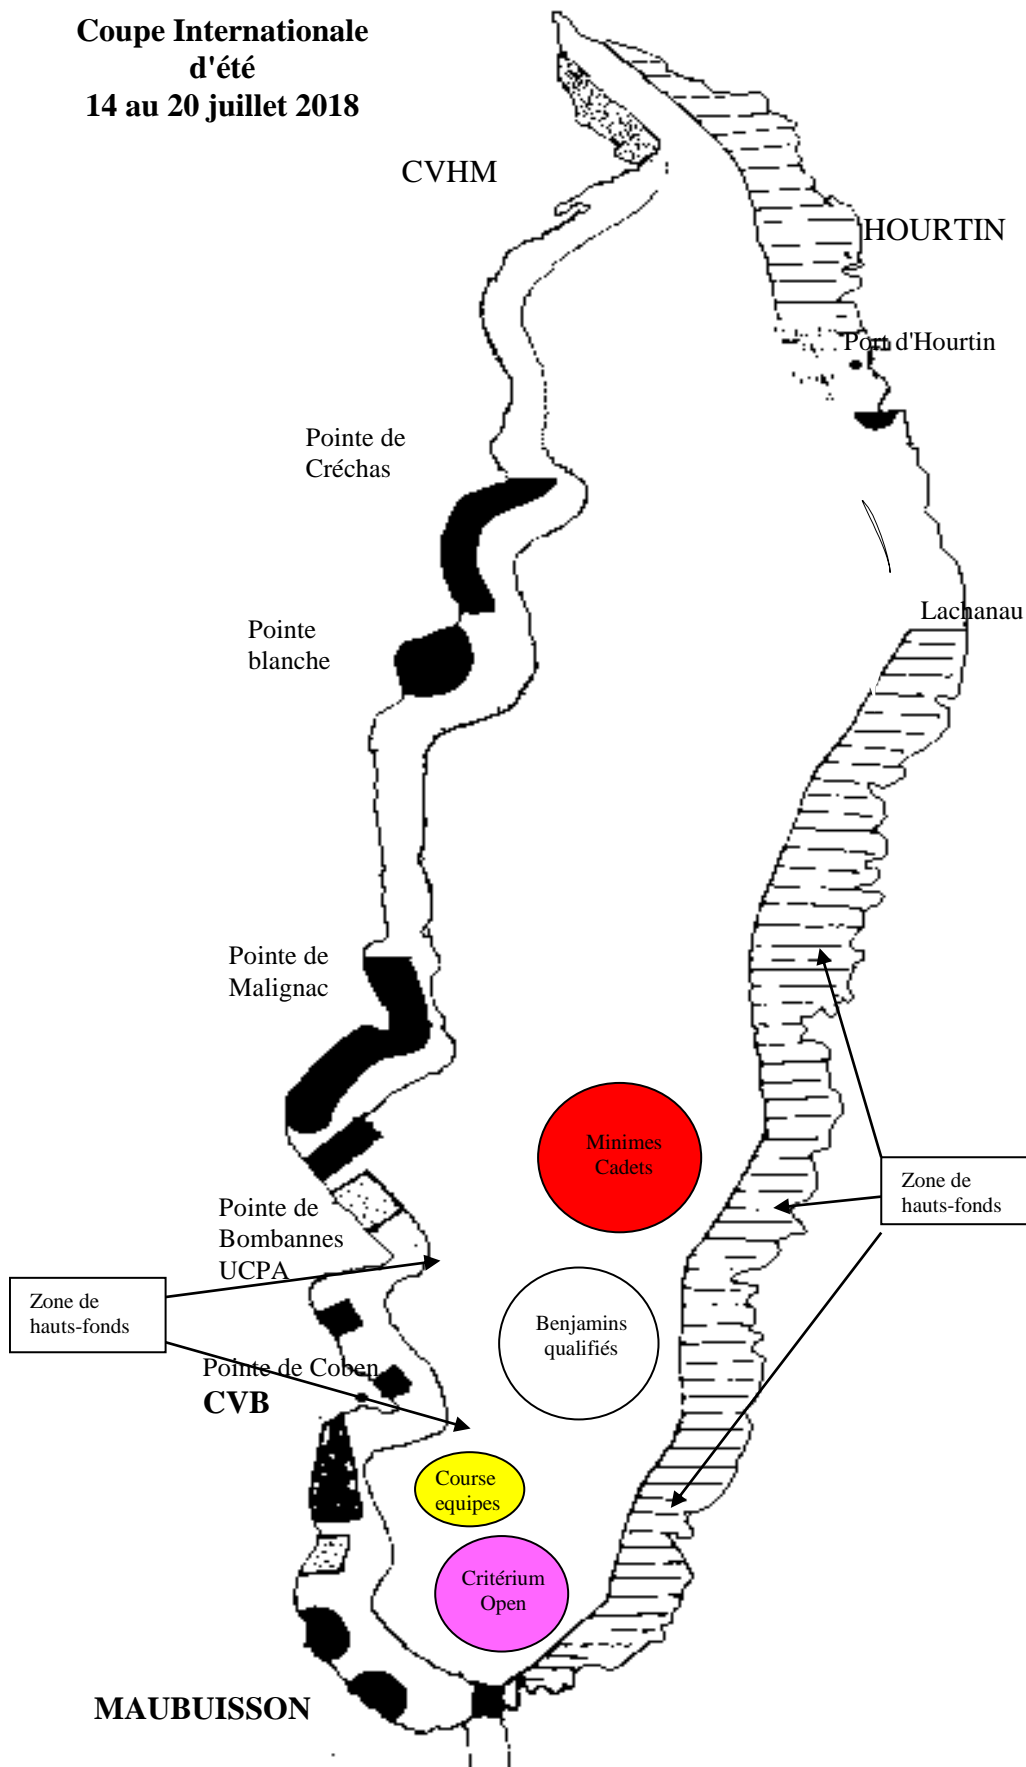 Coupe Internationale
d'été
14 au 20 juillet 2018
CVHM
HOURTIN
Port d'Hourtin
Pointe de
Créchas
Lachanau
Pointe
blanche
Pointe de
Malignac
Minimes
Cadets
Zone de
hauts-fonds
Pointe de
Bombannes
UCPA
Zone de
hauts-fonds
Benjamins
qualifiés
Pointe de Coben
CVB
Course
equipes
Critérium
Open
MAUBUISSON